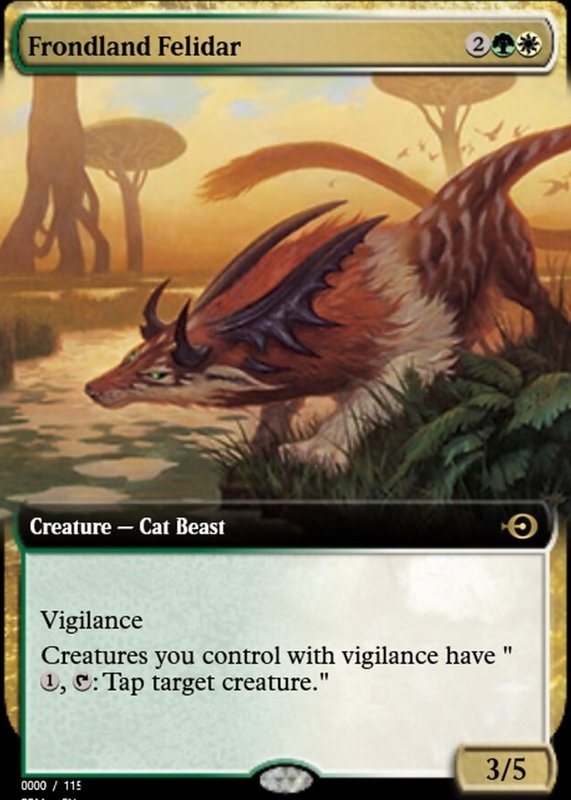 Frondland Felidar 2
Creature — Cat Beast
Vigilance
Creatures you control with vigilance have "
1, : Tap target creature."
3/5
0000 / 115